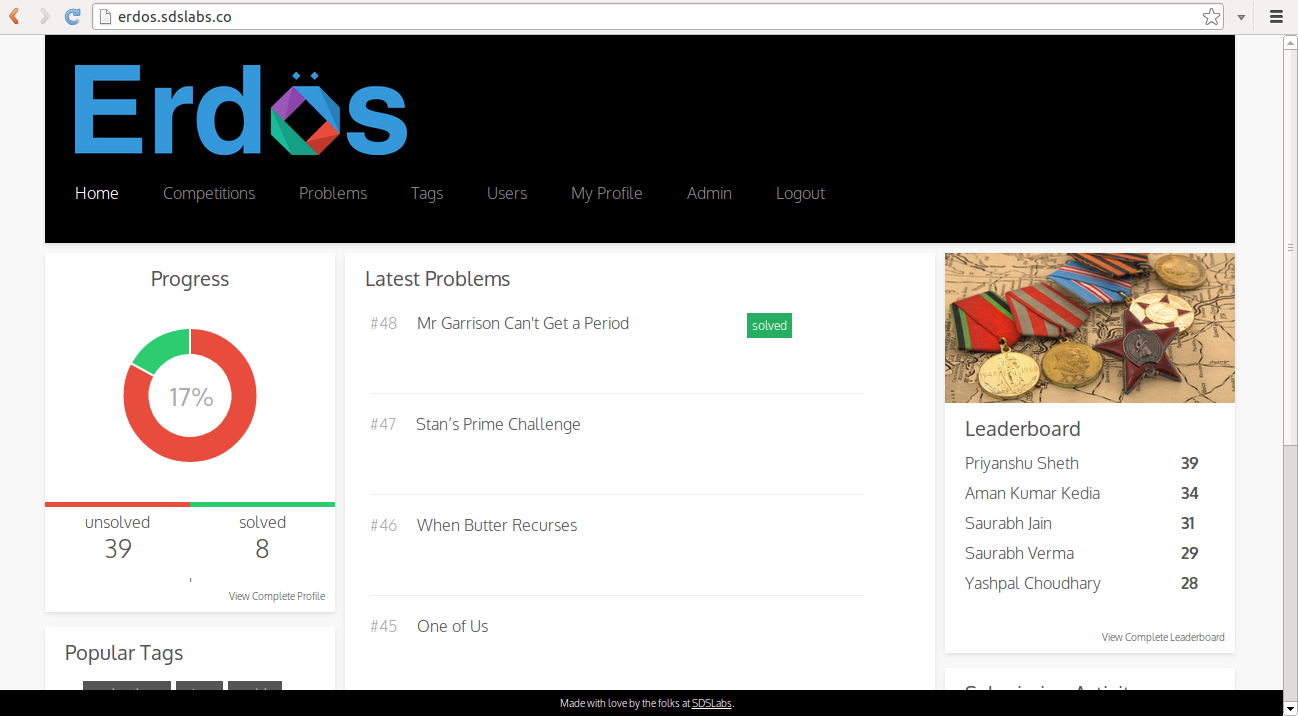 erdos.sdslabs.co
Erdös
Home Competitions Problems Tags Users My Profile Admin Logout
Progress
17%
unsolved solved
39 8
View Complete Profile
Popular Tags
Latest Problems
#48 Mr Garrison Can't Get a Period solved
#47 Stan’s Prime Challenge
#46 When Butter Recurses
#45 One of Us
Leaderboard
Priyanshu Sheth 39
Aman Kumar Kedia 34
Saurabh Jain 31
Saurabh Verma 29
Yashpal Choudhary 28
View Complete Leaderboard
Made with love by the folks at SDSLabs.